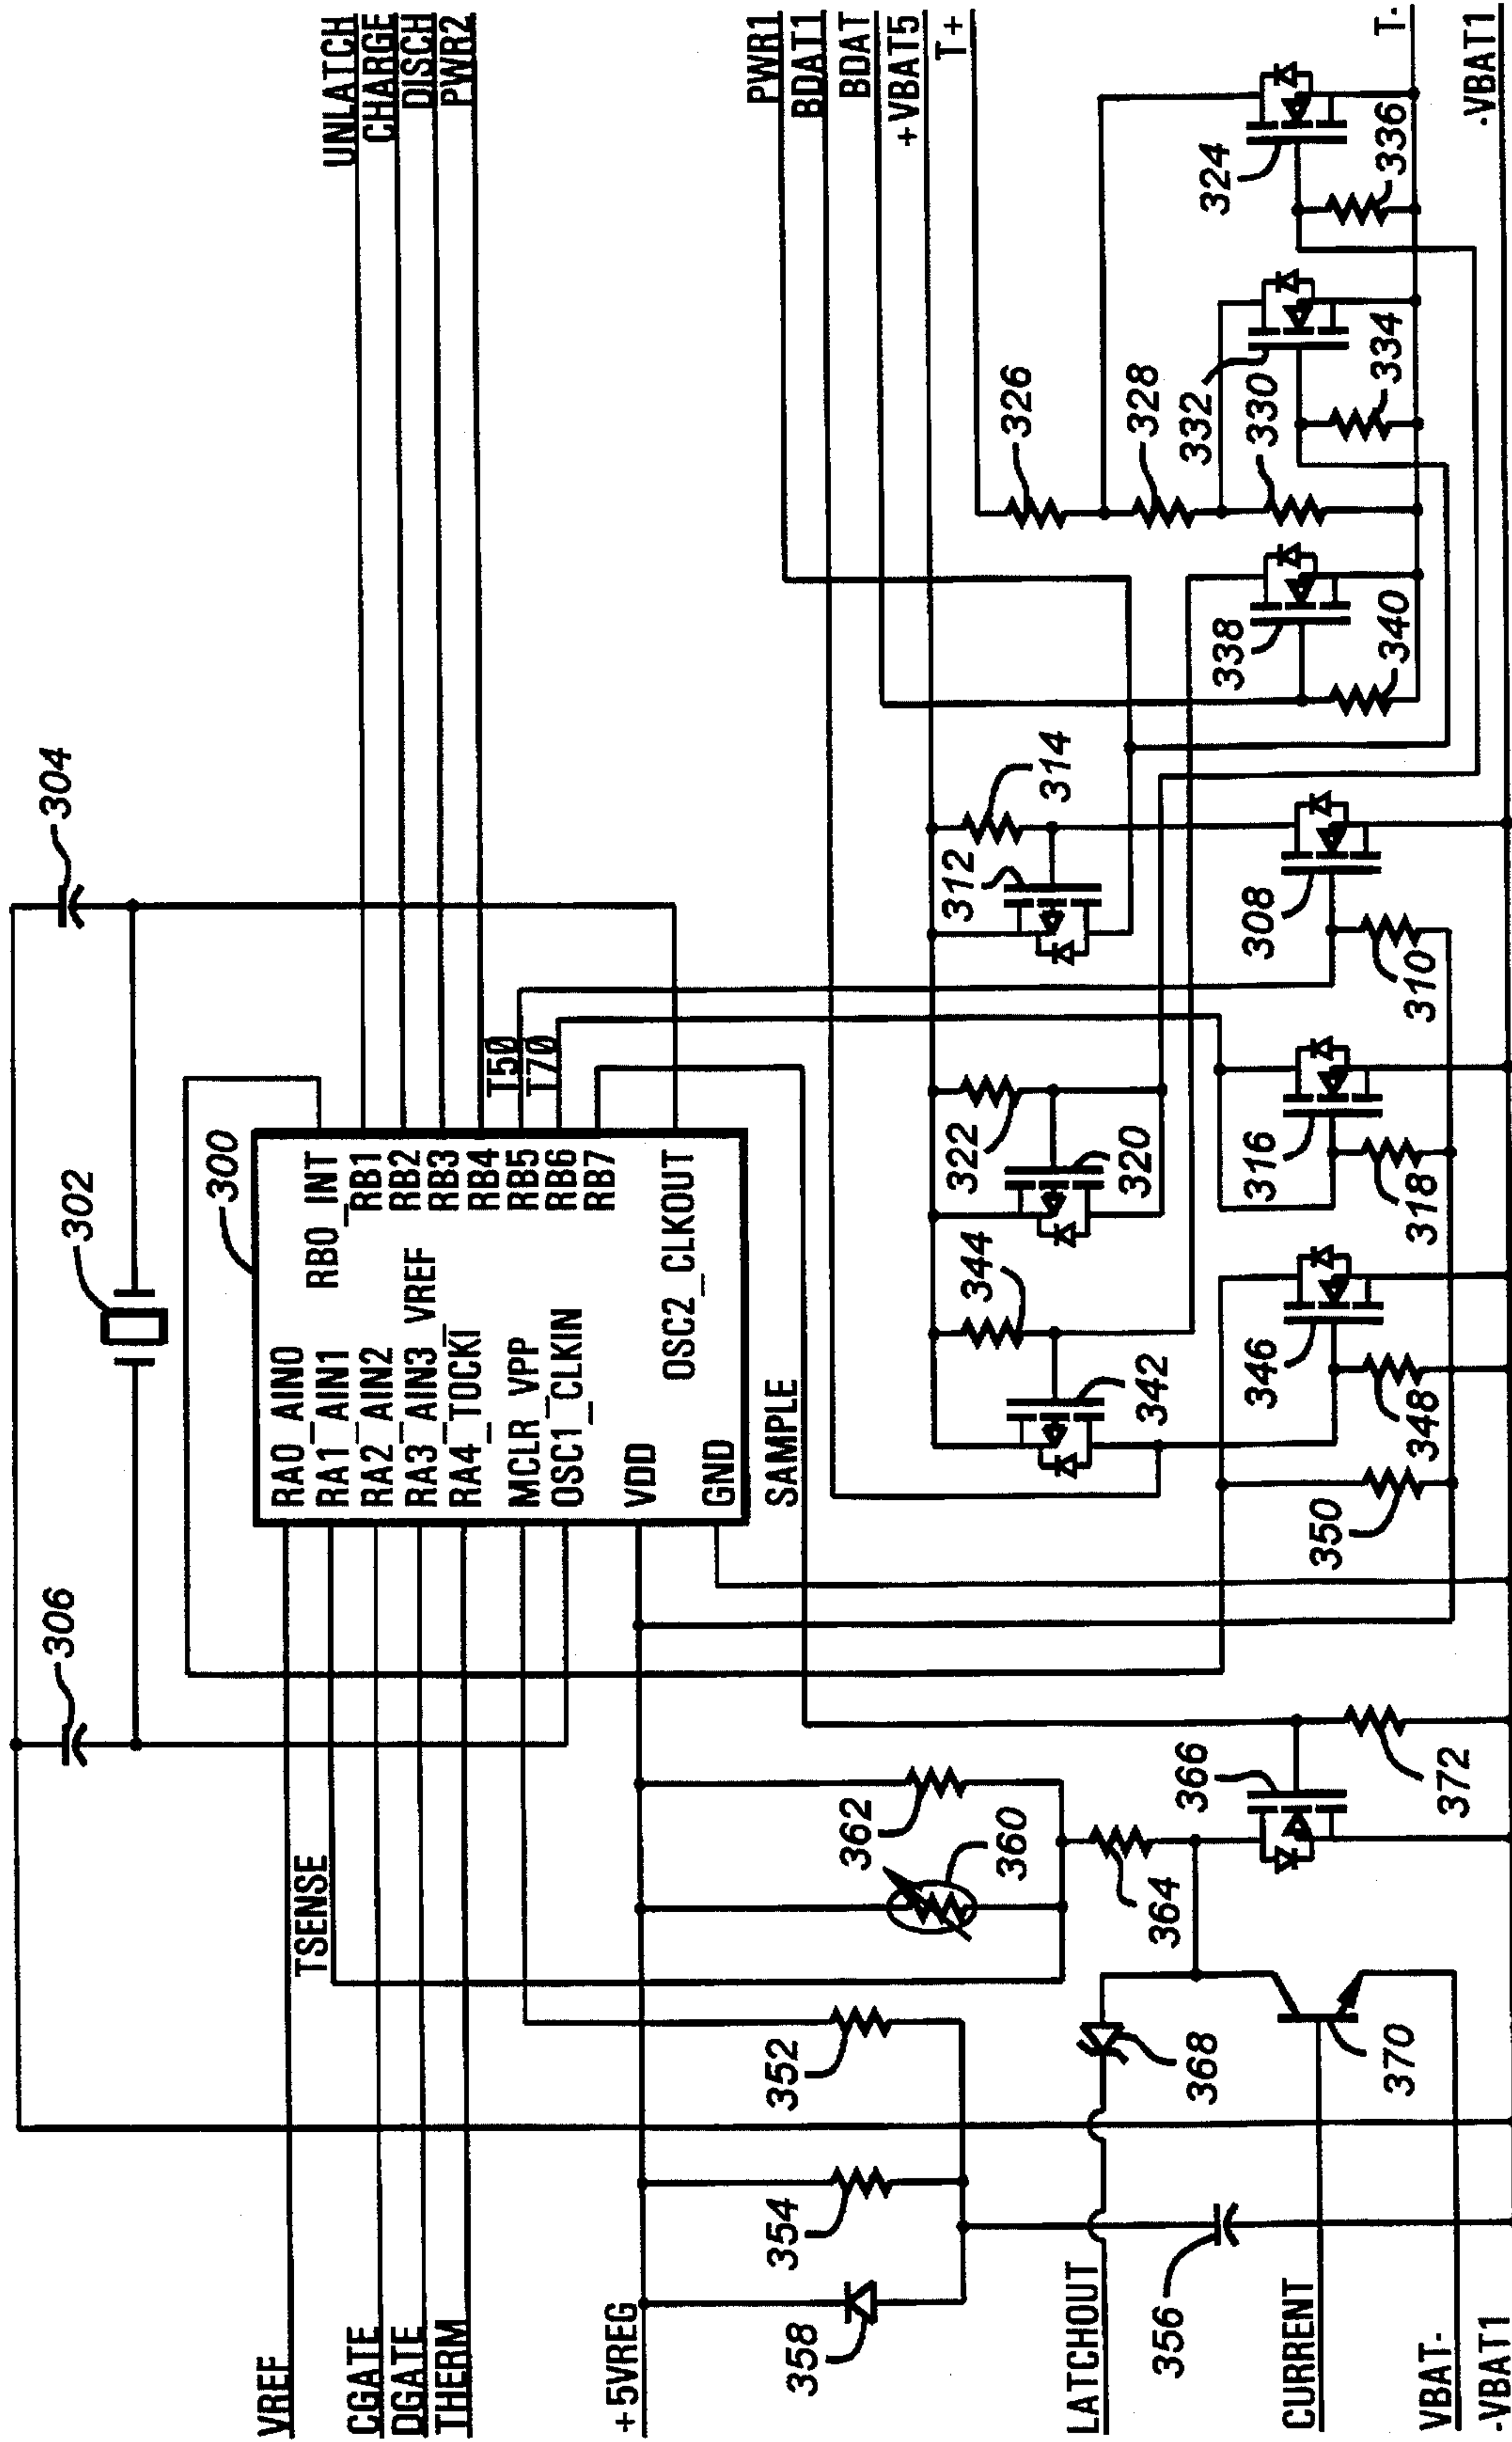 304
306
302
300
UNLATCH
CHARGE
DISCH
PWR2
RA0_AIN0
RA1_AIN1
RA2_AIN2
RA3_AIN3_VREF
RA4_TOCKI
MCLR_VPP
OSC1_CLKIN
VDD
GND
RB0_INT
RB1
RB2
RB3
RB4
RB5
RB6
RB7
OSC2_CLKOUT
T50
T70
VREF
TSENSE
CGATE
DGATE
THERM
+5VREG
SAMPLE
PWR1
BDAT1
BDAT
+VBAT5
T+
358
354
352
362
360
344
322
312
314
326
342
320
328
332
330
338
324
LATCHOUT
368
364
366
356
370
372
350
348
346
318
316
310
308
340
334
336
CURRENT
VBAT-
-VBAT1
T-
-VBAT1